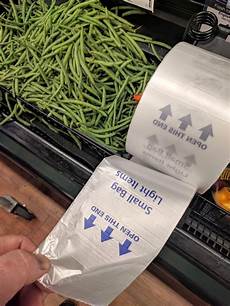 OPEN THIS END
Small Bag
Light Items
OPEN THIS END